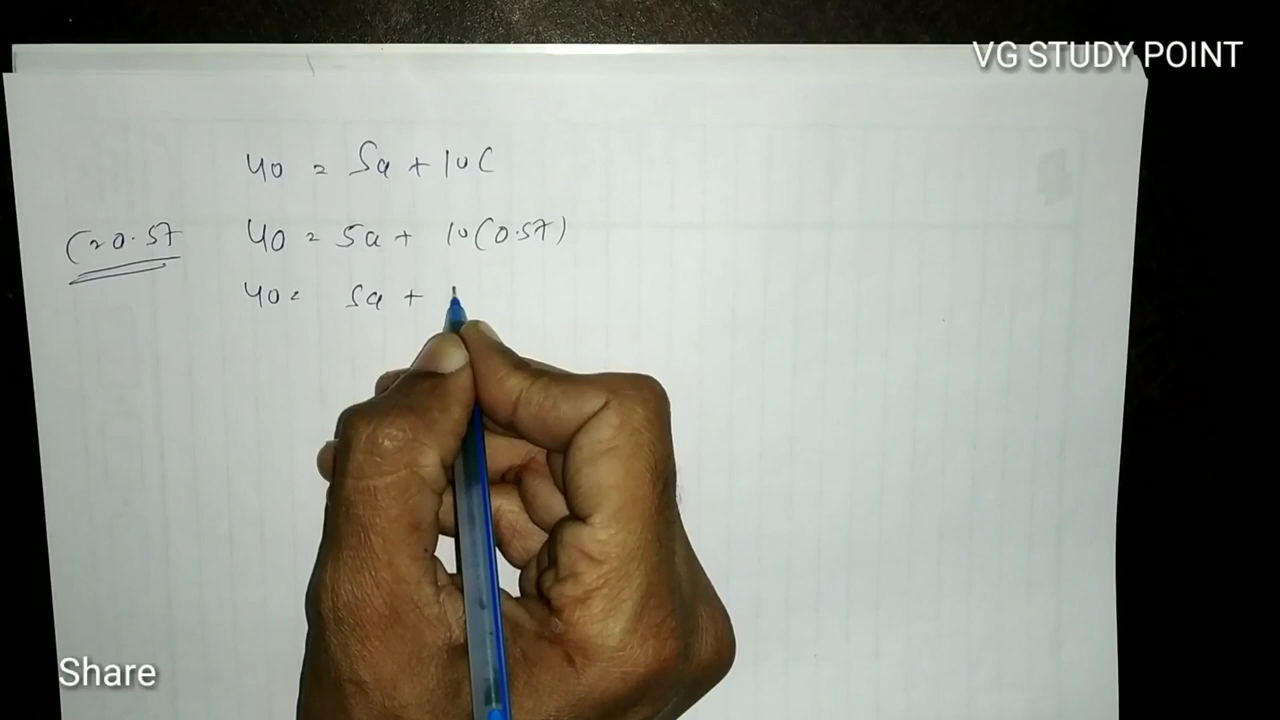 VG STUDY POINT
40 = 5a + 10C
C = 0.57
40 = 5a + 10(0.57)
40 = 5a +
Share